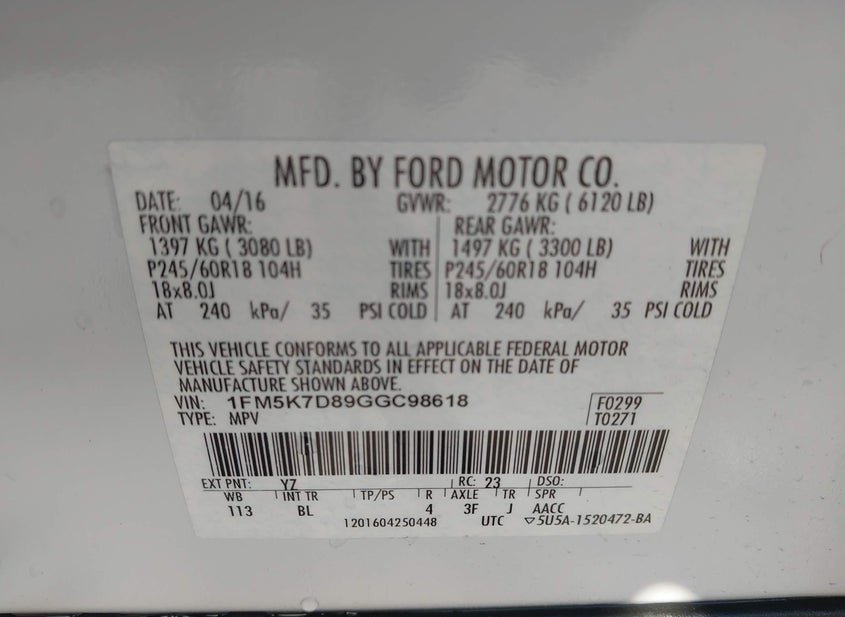 MFD. BY FORD MOTOR CO.
DATE: 04/16 GVWR: 2776 KG ( 6120 LB)
FRONT GAWR: REAR GAWR:
1397 KG ( 3080 LB) WITH 1497 KG ( 3300 LB) WITH
P245/60R18 104H TIRES P245/60R18 104H TIRES
18x8.0J RIMS 18x8.0J RIMS
AT 240 kPa/ 35 PSI COLD AT 240 kPa/ 35 PSI COLD
THIS VEHICLE CONFORMS TO ALL APPLICABLE FEDERAL MOTOR
VEHICLE SAFETY STANDARDS IN EFFECT ON THE DATE OF
MANUFACTURE SHOWN ABOVE.
VIN: 1FM5K7D89GGC98618 F0299
TYPE: MPV T0271
EXT PNT: YZ RC: 23 DSO:
WB INT TR TP/PS R AXLE TR SPR
113 BL 4 3F J AACC
1201604250448 UTC ▽5U5A-1520472-BA